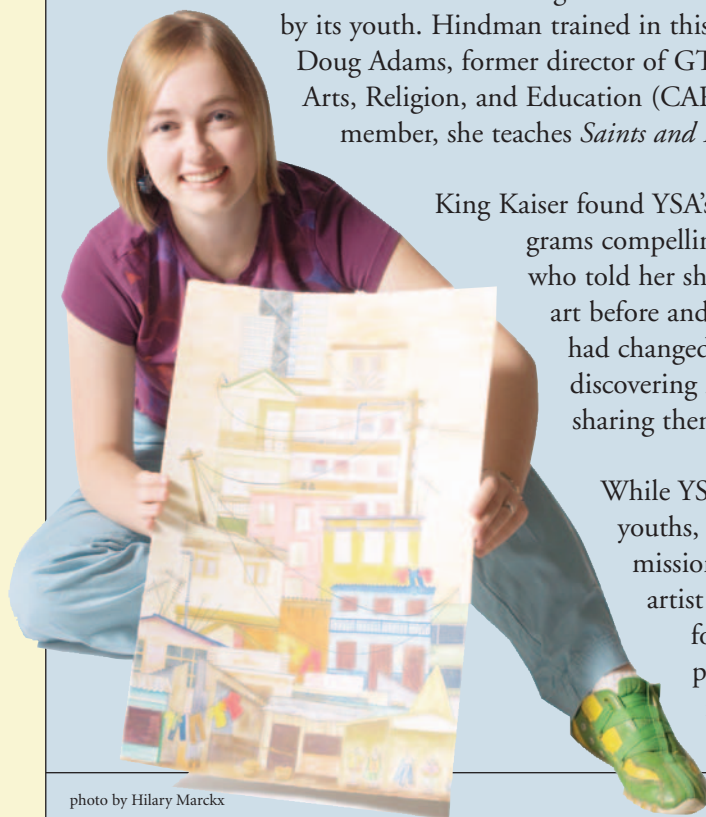 by its youth. Hindman trained in this
Doug Adams, former director of GT
Arts, Religion, and Education (CAR
member, she teaches Saints and
King Kaiser found YSA's
grams compellin
who told her sh
art before and
had changed
discovering
sharing then
While YS
youths,
mission
artist
fo
p
photo by Hilary Marckx